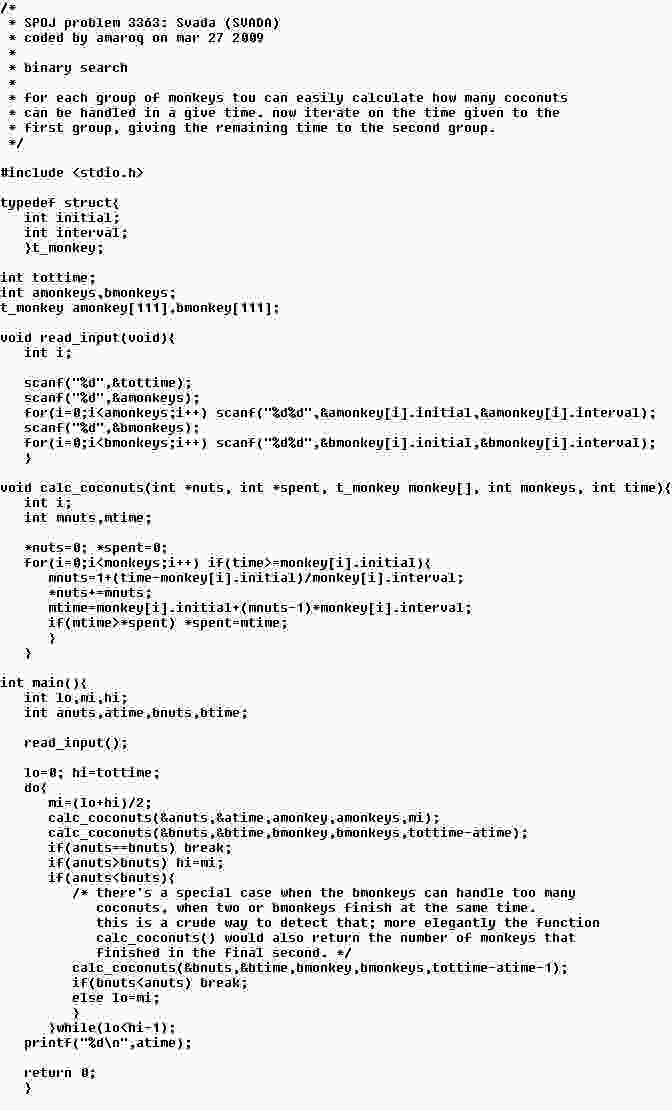 /*
 * SPOJ problem 3363: Svada (SVADA)
 * coded by amaroq on mar 27 2009
 *
 * binary search
 *
 * for each group of monkeys tou can easily calculate how many coconuts
 * can be handled in a give time. now iterate on the time given to the
 * first group, giving the remaining time to the second group.
 */

#include <stdio.h>

typedef struct{
   int initial;
   int interval;
   }t_monkey;

int tottime;
int amonkeys,bmonkeys;
t_monkey amonkey[111],bmonkey[111];

void read_input(void){
   int i;

   scanf("%d",&tottime);
   scanf("%d",&amonkeys);
   for(i=0;i<amonkeys;i++) scanf("%d%d",&amonkey[i].initial,&amonkey[i].interval);
   scanf("%d",&bmonkeys);
   for(i=0;i<bmonkeys;i++) scanf("%d%d",&bmonkey[i].initial,&bmonkey[i].interval);
   }

void calc_coconuts(int *nuts, int *spent, t_monkey monkey[], int monkeys, int time){
   int i;
   int mnuts,mtime;

   *nuts=0; *spent=0;
   for(i=0;i<monkeys;i++) if(time>=monkey[i].initial){
      mnuts=1+(time-monkey[i].initial)/monkey[i].interval;
      *nuts+=mnuts;
      mtime=monkey[i].initial+(mnuts-1)*monkey[i].interval;
      if(mtime>*spent) *spent=mtime;
      }
   }

int main(){
   int lo,mi,hi;
   int anuts,atime,bnuts,btime;

   read_input();

   lo=0; hi=tottime;
   do{
      mi=(lo+hi)/2;
      calc_coconuts(&anuts,&atime,amonkey,amonkeys,mi);
      calc_coconuts(&bnuts,&btime,bmonkey,bmonkeys,tottime-atime);
      if(anuts==bnuts) break;
      if(anuts>bnuts) hi=mi;
      if(anuts<bnuts){
         /* there's a special case when the bmonkeys can handle too many
            coconuts, when two or bmonkeys finish at the same time.
            this is a crude way to detect that; more elegantly the function
            calc_coconuts() would also return the number of monkeys that
            finished in the final second. */
         calc_coconuts(&bnuts,&btime,bmonkey,bmonkeys,tottime-atime-1);
         if(bnuts<anuts) break;
         else lo=mi;
         }
      }while(lo<hi-1);
   printf("%d\n",atime);

   return 0;
   }